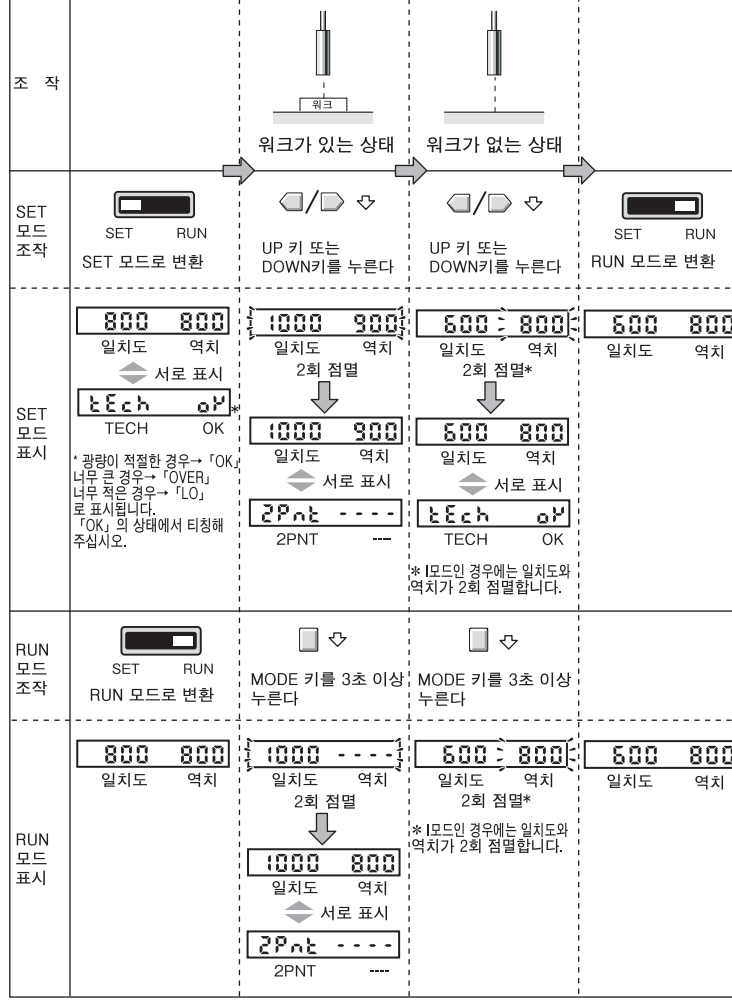 조 작
워크
워크가 있는 상태
워크가 없는 상태
SET
모드
조작
SET RUN
SET 모드로 변환
UP 키 또는
DOWN키를 누른다
UP 키 또는
DOWN키를 누른다
SET RUN
RUN 모드로 변환
SET
모드
표시
800 800
일치도 역치
서로 표시
tEch oK*
TECH OK
* 광량이 적절한 경우→「OK」
너무 큰 경우→「OVER」
너무 적은 경우→「LO」
로 표시됩니다.
「OK」의 상태에서 티칭해
주십시오.
1000 900
일치도 역치
2회 점멸
1000 900
일치도 역치
서로 표시
2Pnt ----
2PNT ----
600 800
일치도 역치
2회 점멸*
600 800
일치도 역치
서로 표시
tEch oK
TECH OK
* I모드인 경우에는 일치도와
역치가 2회 점멸합니다.
600 800
일치도 역치
RUN
모드
조작
SET RUN
RUN 모드로 변환
MODE 키를 3초 이상
누른다
MODE 키를 3초 이상
누른다
RUN
모드
표시
800 800
일치도 역치
1000 ----
일치도 역치
2회 점멸
1000 800
일치도 역치
서로 표시
2Pnt ----
2PNT ----
600 800
일치도 역치
2회 점멸*
* I모드인 경우에는 일치도와
역치가 2회 점멸합니다.
600 800
일치도 역치